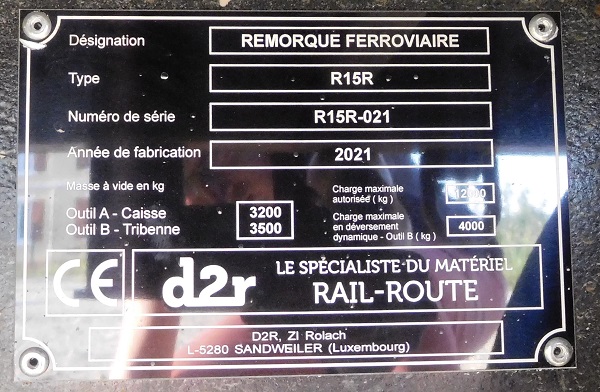 Désignation REMORQUE FERROVIAIRE
Type R15R
Numéro de série R15R-021
Année de fabrication 2021
Masse à vide en kg
Outil A - Caisse 3200
Outil B - Tribenne 3500
Charge maximale
autorisée ( kg )
Charge maximale
en déversement
dynamique - Outil B ( kg )
4000
CE d2r LE SPÉCIALISTE DU MATÉRIEL
RAIL-ROUTE
D2R, ZI Rolach
L-5280 SANDWEILER (Luxembourg)